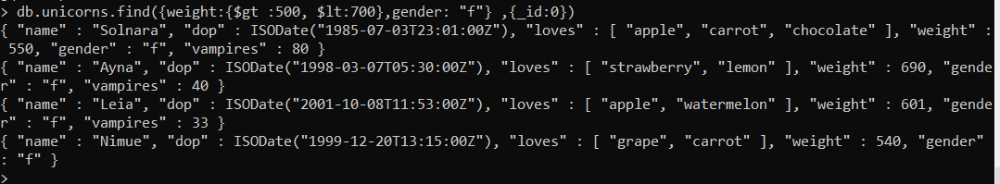 > db.unicorns.find({weight:{$gt :500, $lt:700},gender: "f"} ,{_id:0})
{ "name" : "Solnara", "dop" : ISODate("1985-07-03T23:01:00Z"), "loves" : [ "apple", "carrot", "chocolate" ], "weight" :
 550, "gender" : "f", "vampires" : 80 }
{ "name" : "Ayna", "dop" : ISODate("1998-03-07T05:30:00Z"), "loves" : [ "strawberry", "lemon" ], "weight" : 690, "gende
r" : "f", "vampires" : 40 }
{ "name" : "Leia", "dop" : ISODate("2001-10-08T11:53:00Z"), "loves" : [ "apple", "watermelon" ], "weight" : 601, "gende
r" : "f", "vampires" : 33 }
{ "name" : "Nimue", "dop" : ISODate("1999-12-20T13:15:00Z"), "loves" : [ "grape", "carrot" ], "weight" : 540, "gender"
: "f" }
>